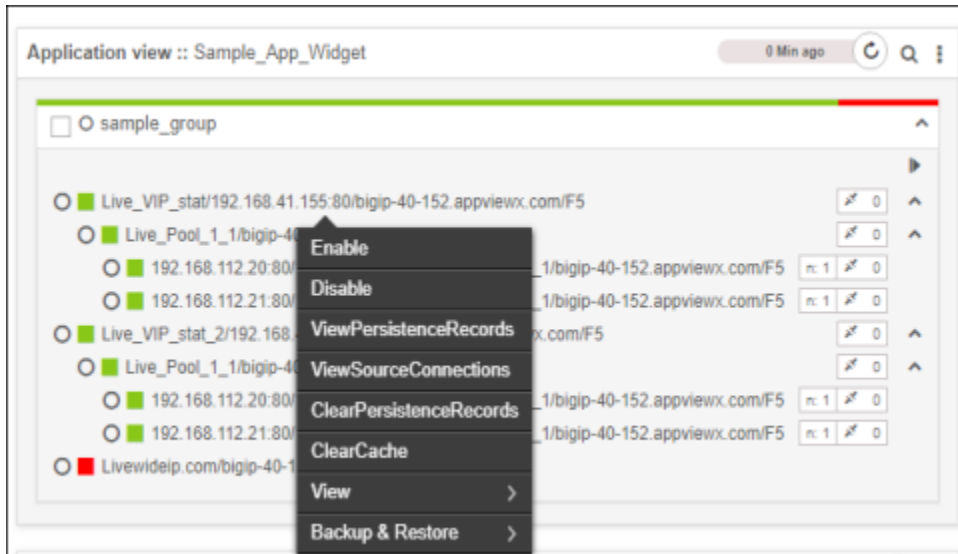 Application view :: Sample_App_Widget 0 Min ago
sample_group
Live_VIP_stat/192.168.41.155:80/bigip-40-152.appviewx.com/F5 0
Live_Pool_1_1/bigip-40 0
192.168.112.20:80/ _1/bigip-40-152.appviewx.com/F5 n: 1 0
192.168.112.21:80/ _1/bigip-40-152.appviewx.com/F5 n: 1 0
Live_VIP_stat_2/192.168. x.com/F5 0
Live_Pool_1_1/bigip-40 0
192.168.112.20:80/ _1/bigip-40-152.appviewx.com/F5 n: 1 0
192.168.112.21:80/ _1/bigip-40-152.appviewx.com/F5 n: 1 0
Livewideip.com/bigip-40-1
Enable
Disable
ViewPersistenceRecords
ViewSourceConnections
ClearPersistenceRecords
ClearCache
View
Backup & Restore